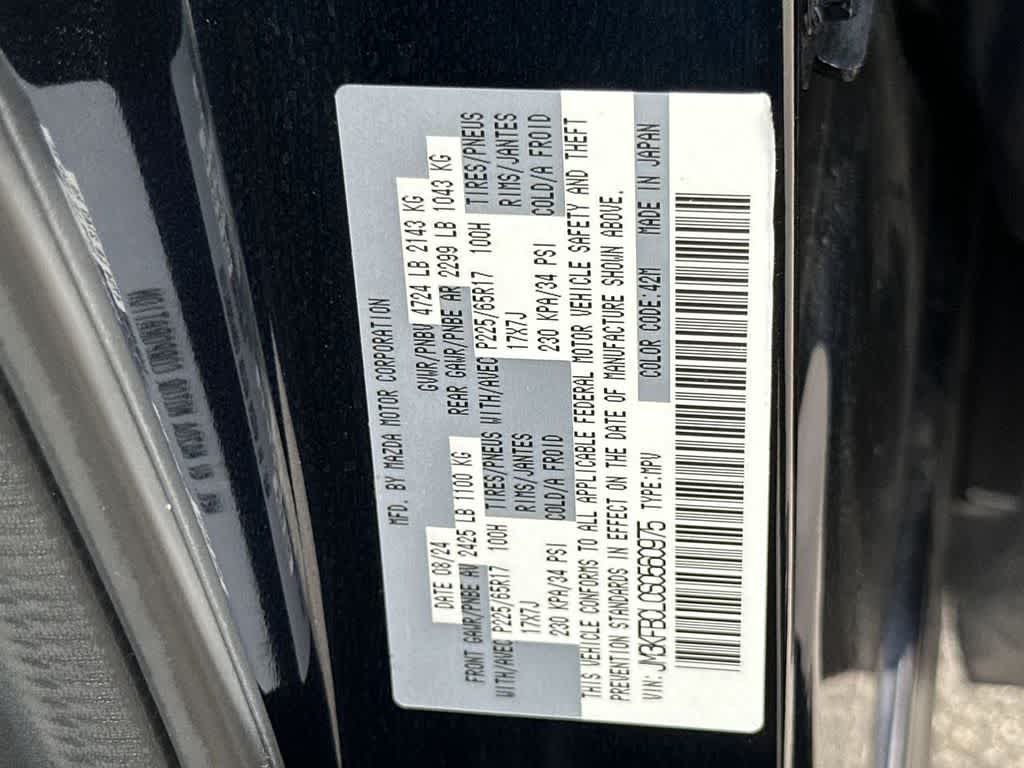 MFD. BY MAZDA MOTOR CORPORATION
DATE 08/24 GVWR/PNBV 4724 LB 2143 KG
FRONT GAWR/PNBE AV 2425 LB 1100 KG REAR GAWR/PNBE AR 2299 LB 1043 KG
WITH/AVEC P225/65R17 100H TIRES/PNEUS WITH/AVEC P225/65R17 100H TIRES/PNEUS
17X7J RIMS/JANTES 17X7J RIMS/JANTES
230 KPA/34 PSI COLD/A FROID 230 KPA/34 PSI COLD/A FROID
THIS VEHICLE CONFORMS TO ALL APPLICABLE FEDERAL MOTOR VEHICLE SAFETY AND THEFT
PREVENTION STANDARDS IN EFFECT ON THE DATE OF MANUFACTURE SHOWN ABOVE.
VIN: JM3KFBCL0S0560975 TYPE:MPV COLOR CODE:42M MADE IN JAPAN